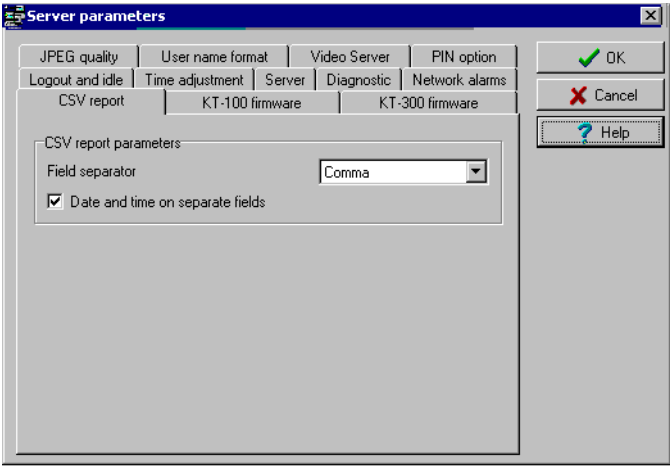 Server parameters
JPEG quality User name format Video Server PIN option
Logout and idle Time adjustment Server Diagnostic Network alarms
CSV report KT-100 firmware KT-300 firmware
CSV report parameters
Field separator Comma
Date and time on separate fields
OK
Cancel
Help